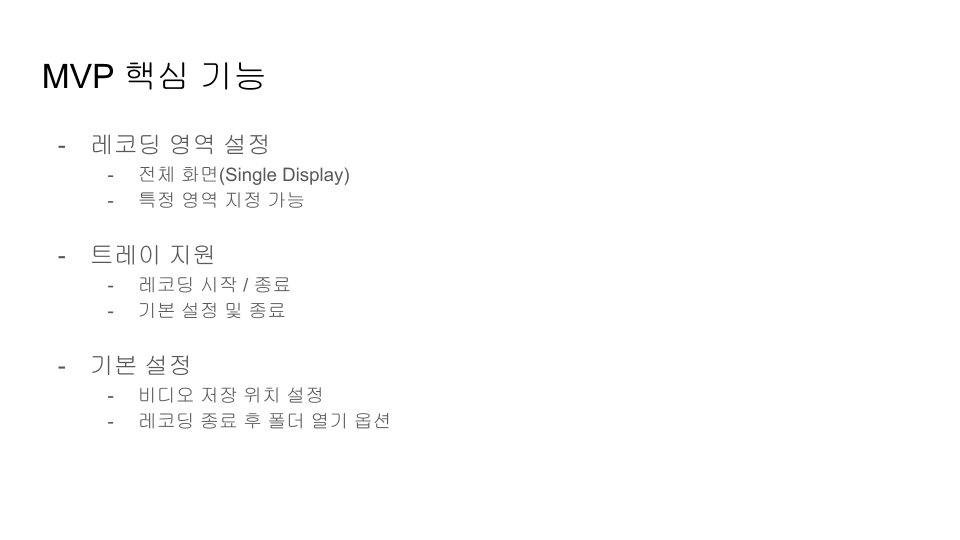 MVP 핵심 기능
- 레코딩 영역 설정
- 전체 화면(Single Display)
- 특정 영역 지정 가능
- 트레이 지원
- 레코딩 시작 / 종료
- 기본 설정 및 종료
- 기본 설정
- 비디오 저장 위치 설정
- 레코딩 종료 후 폴더 열기 옵션